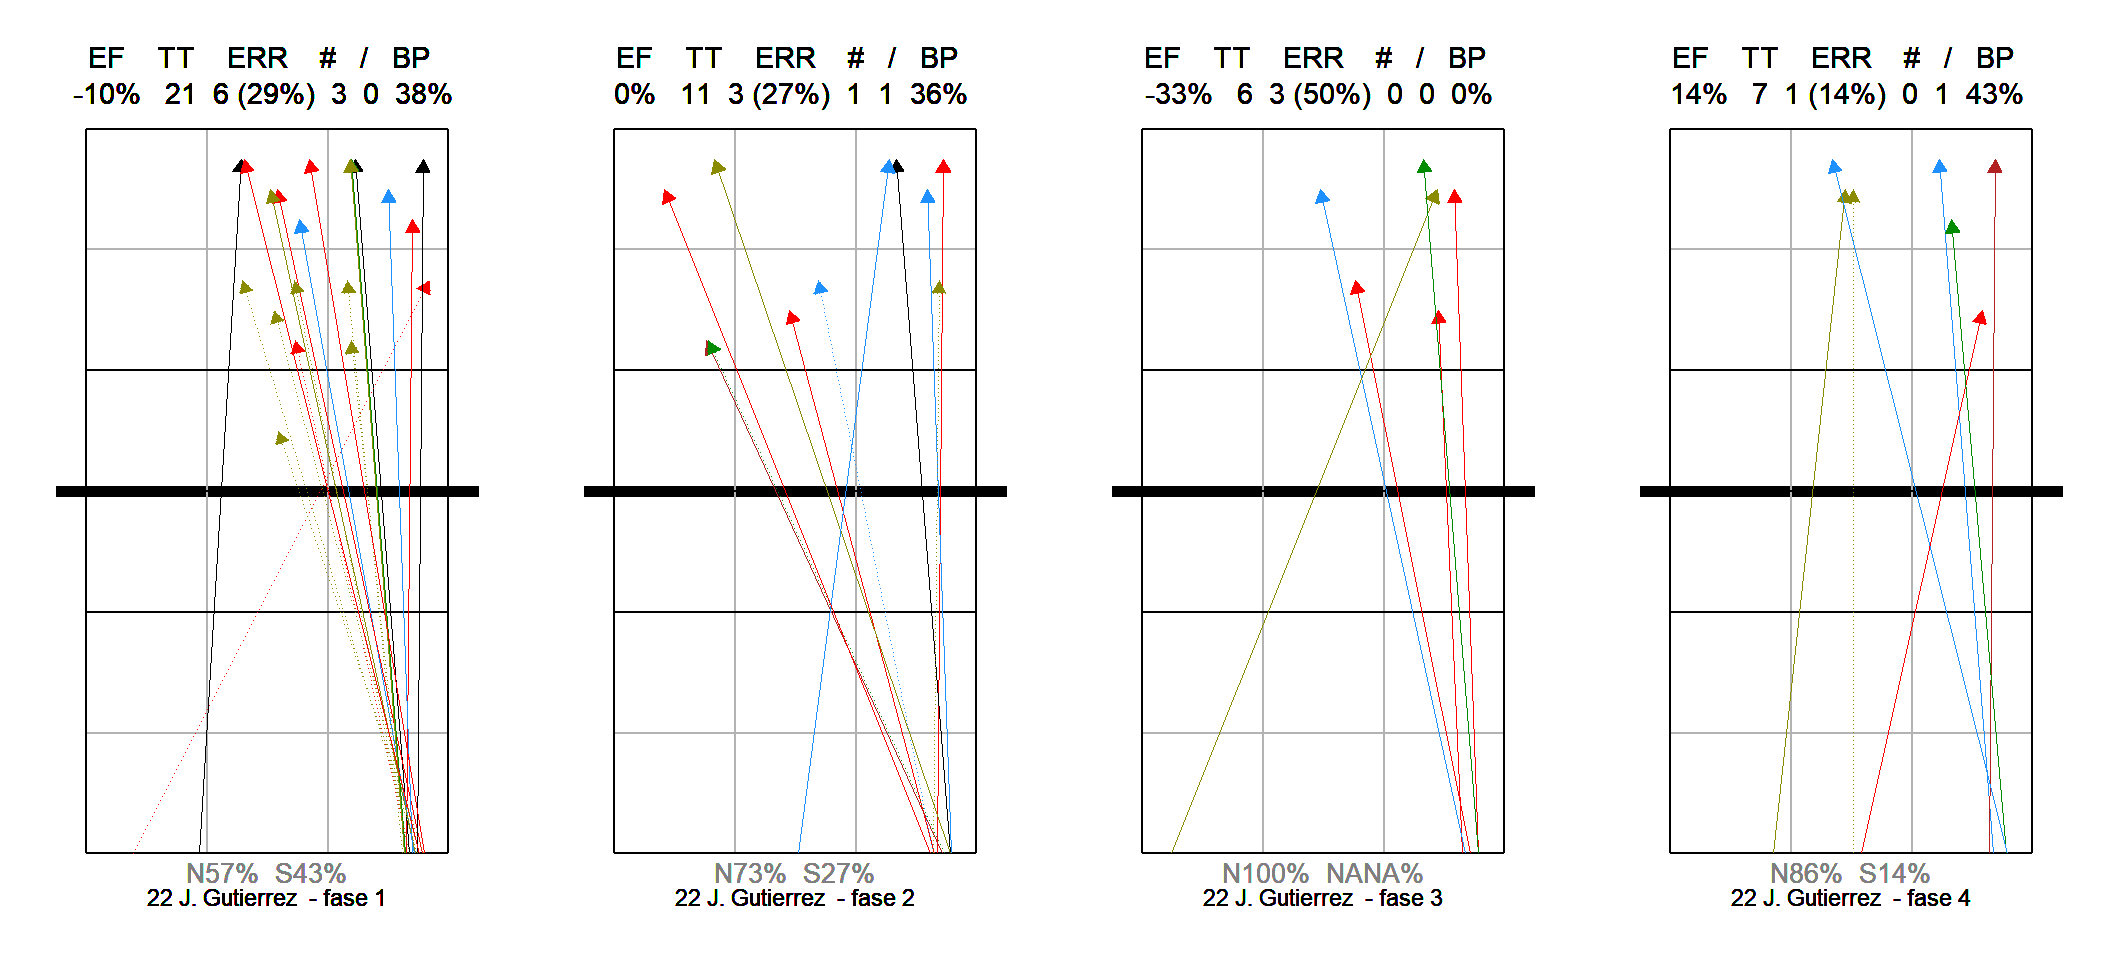 EF TT ERR # / BP
-10% 21 6 (29%) 3 0 38%
N57% S43%
22 J. Gutierrez - fase 1
EF TT ERR # / BP
0% 11 3 (27%) 1 1 36%
N73% S27%
22 J. Gutierrez - fase 2
EF TT ERR # / BP
-33% 6 3 (50%) 0 0 0%
N100% NANA%
22 J. Gutierrez - fase 3
EF TT ERR # / BP
14% 7 1 (14%) 0 1 43%
N86% S14%
22 J. Gutierrez - fase 4